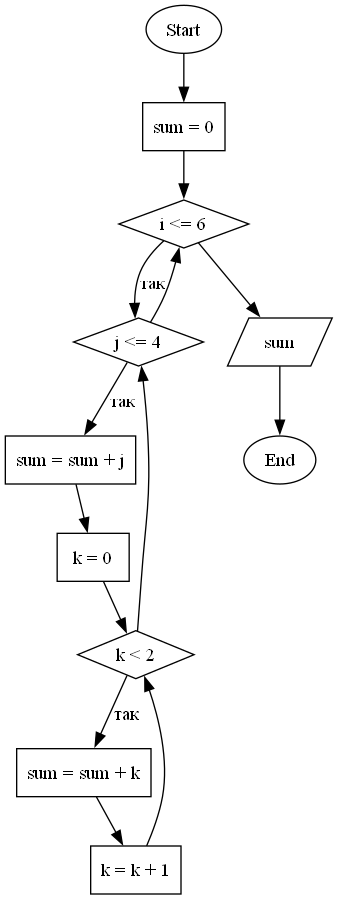 Start
sum = 0
i <= 6
так
j <= 4
sum
так
sum = sum + j
End
k = 0
k < 2
так
sum = sum + k
k = k + 1